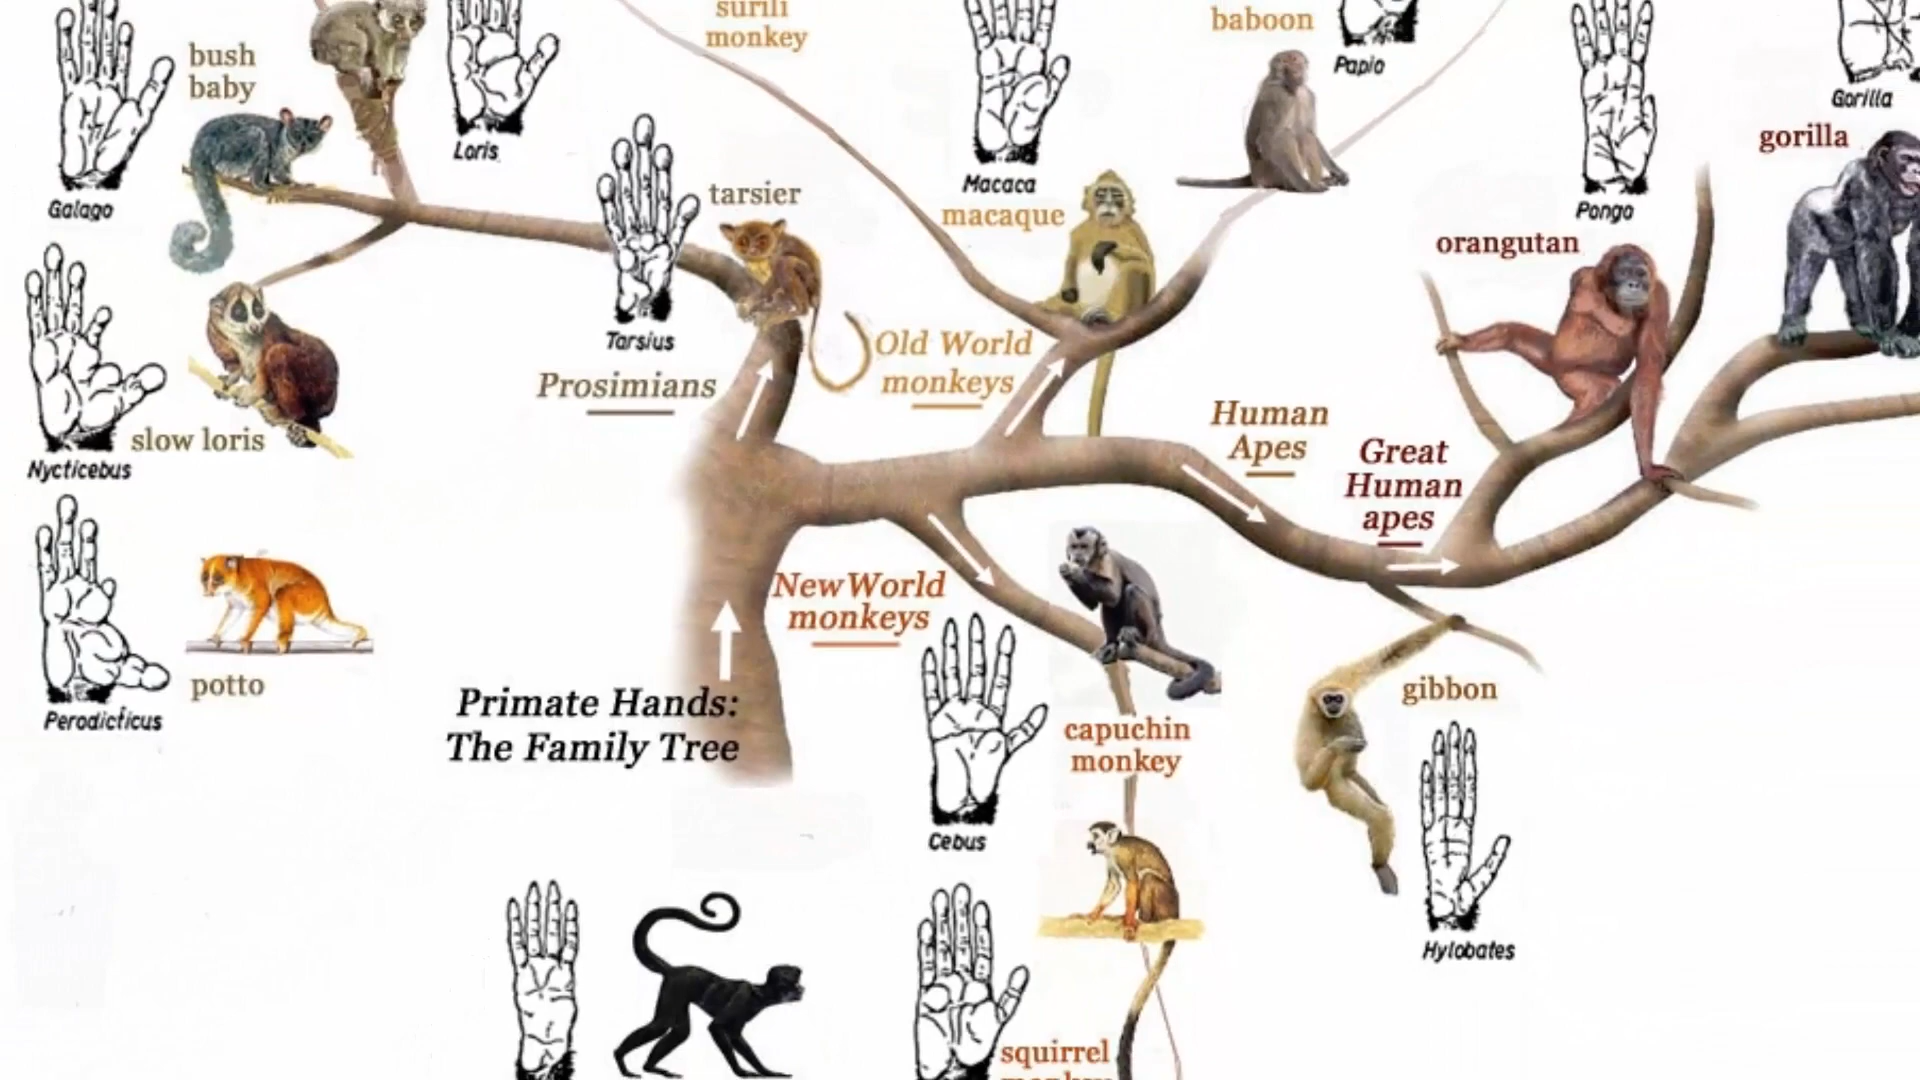 surili
monkey
baboon
Papio
bush
baby
Loris
Galago
Macaca
macaque
tarsier
Tarsius
Pongo
orangutan
Gorilla
gorilla
Nycticebus
slow loris
Prosimians
Old World
monkeys
Human
Apes
Great
Human
apes
New World
monkeys
Perodicticus
potto
Primate Hands:
The Family Tree
Cebus
capuchin
monkey
gibbon
Hylobates
squirrel